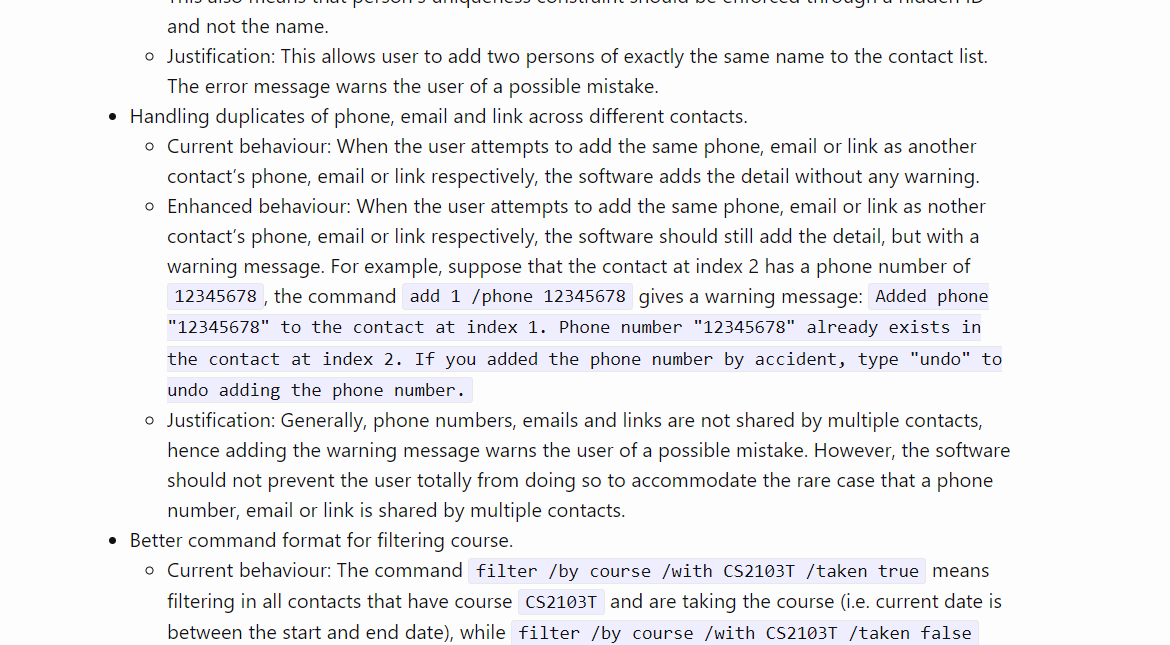 This also means that person's uniqueness constraint should be enforced through a hidden ID
and not the name.
Justification: This allows user to add two persons of exactly the same name to the contact list.
The error message warns the user of a possible mistake.
Handling duplicates of phone, email and link across different contacts.
Current behaviour: When the user attempts to add the same phone, email or link as another
contact’s phone, email or link respectively, the software adds the detail without any warning.
Enhanced behaviour: When the user attempts to add the same phone, email or link as nother
contact’s phone, email or link respectively, the software should still add the detail, but with a
warning message. For example, suppose that the contact at index 2 has a phone number of
12345678, the command add 1 /phone 12345678 gives a warning message: Added phone
"12345678" to the contact at index 1. Phone number "12345678" already exists in
the contact at index 2. If you added the phone number by accident, type "undo" to
undo adding the phone number.
Justification: Generally, phone numbers, emails and links are not shared by multiple contacts,
hence adding the warning message warns the user of a possible mistake. However, the software
should not prevent the user totally from doing so to accommodate the rare case that a phone
number, email or link is shared by multiple contacts.
Better command format for filtering course.
Current behaviour: The command filter /by course /with CS2103T /taken true means
filtering in all contacts that have course CS2103T and are taking the course (i.e. current date is
between the start and end date), while filter /by course /with CS2103T /taken false